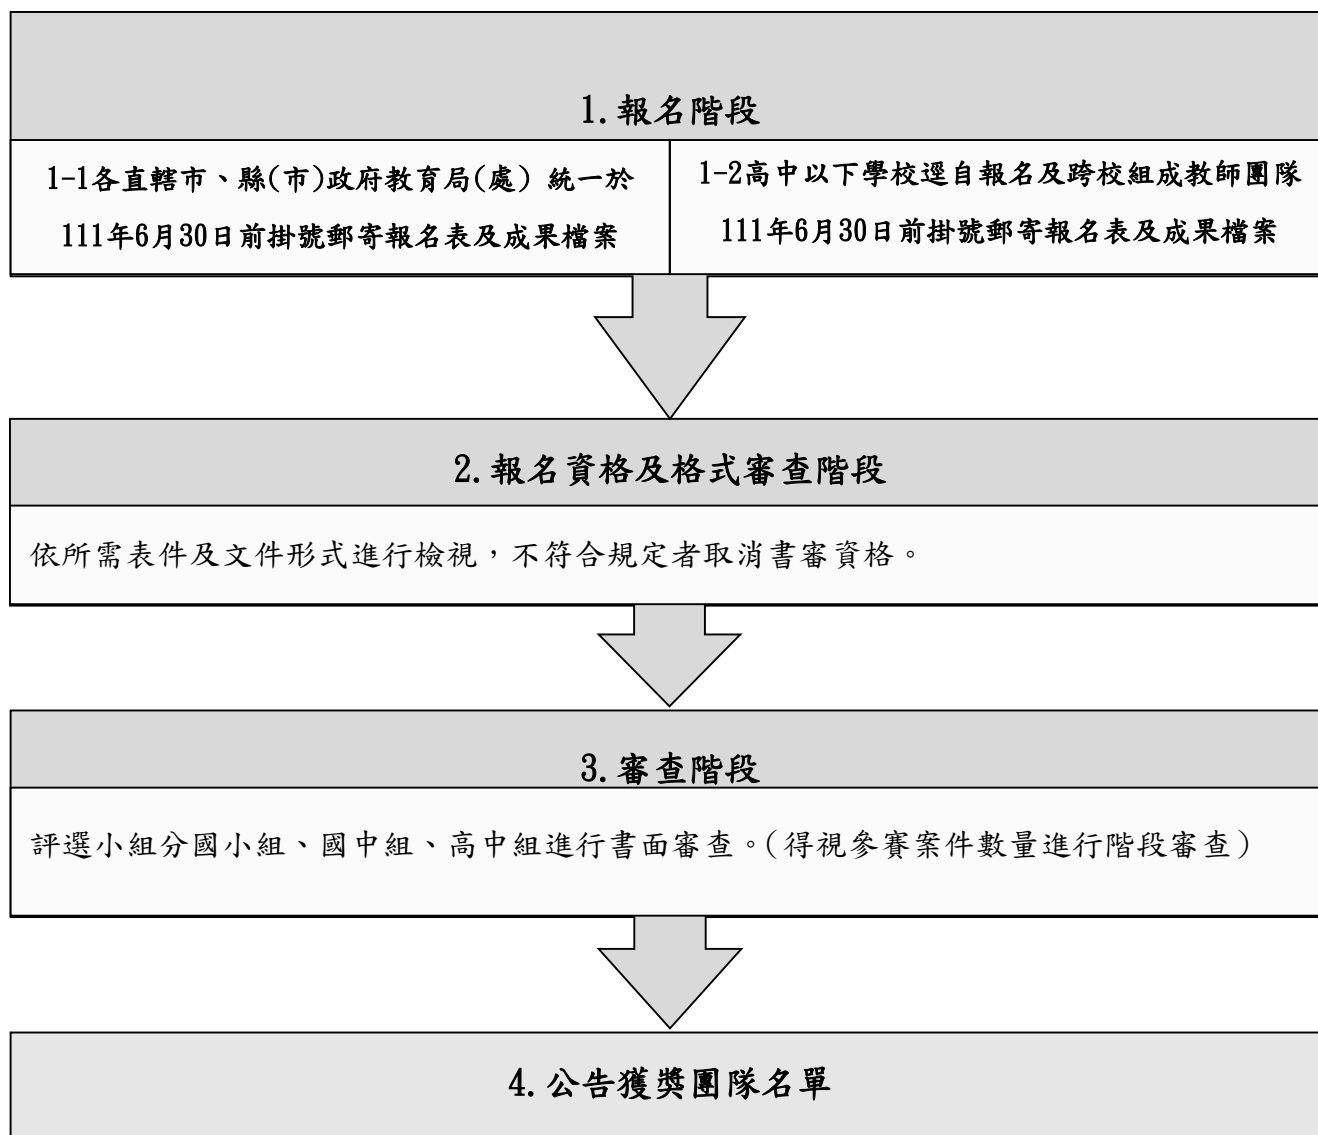 1.報名階段
1-1各直轄市、縣(市)政府教育局(處) 統一於
111年6月30日前掛號郵寄報名表及成果檔案
1-2高中以下學校逕自報名及跨校組成教師團隊
111年6月30日前掛號郵寄報名表及成果檔案
2.報名資格及格式審查階段
依所需表件及文件形式進行檢視，不符合規定者取消書審資格。
3.審查階段
評選小組分國小組、國中組、高中組進行書面審查。(得視參賽案件數量進行階段審查)
4.公告獲獎團隊名單